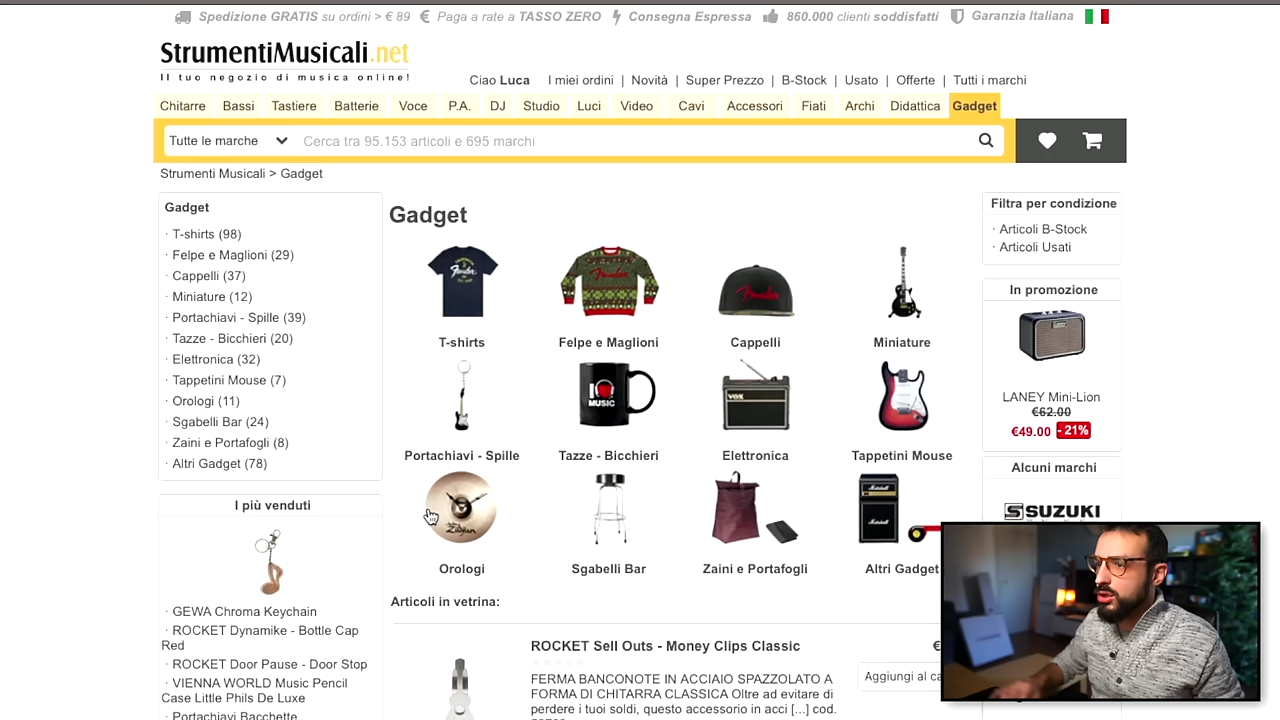 Spedizione GRATIS su ordini > € 89 € Paga a rate a TASSO ZERO Consegna Espressa 860.000 clienti soddisfatti Garanzia Italiana
StrumentiMusicali.net
Il tuo negozio di musica online!
Ciao Luca I miei ordini | Novità | Super Prezzo | B-Stock | Usato | Offerte | Tutti i marchi
Chitarre Bassi Tastiere Batterie Voce P.A. DJ Studio Luci Video Cavi Accessori Fiati Archi Didattica Gadget
Tutte le marche Cerca tra 95.153 articoli e 695 marchi
Strumenti Musicali > Gadget
Gadget
· T-shirts (98)
· Felpe e Maglioni (29)
· Cappelli (37)
· Miniature (12)
· Portachiavi - Spille (39)
· Tazze - Bicchieri (20)
· Elettronica (32)
· Tappetini Mouse (7)
· Orologi (11)
· Sgabelli Bar (24)
· Zaini e Portafogli (8)
· Altri Gadget (78)
I più venduti
· GEWA Chroma Keychain
· ROCKET Dynamike - Bottle Cap
Red
· ROCKET Door Pause - Door Stop
· VIENNA WORLD Music Pencil
Case Little Phils De Luxe
· Portachiavi Bacchette
Gadget
Fender
Fender
Fender
T-shirts Felpe e Maglioni Cappelli Miniature
I
MUSIC
VOX
Portachiavi - Spille Tazze - Bicchieri Elettronica Tappetini Mouse
Zildjian
Marshall
Marshall
Orologi Sgabelli Bar Zaini e Portafogli Altri Gadget
Articoli in vetrina:
ROCKET Sell Outs - Money Clips Classic €
FERMA BANCONOTE IN ACCIAIO SPAZZOLATO A
FORMA DI CHITARRA CLASSICA Oltre ad evitare di
perdere i tuoi soldi, questo accessorio in acci [...] cod.
Aggiungi al ca
Filtra per condizione
· Articoli B-Stock
· Articoli Usati
In promozione
LANEY Mini-Lion
€62.00
€49.00 - 21%
Alcuni marchi
SUZUKI